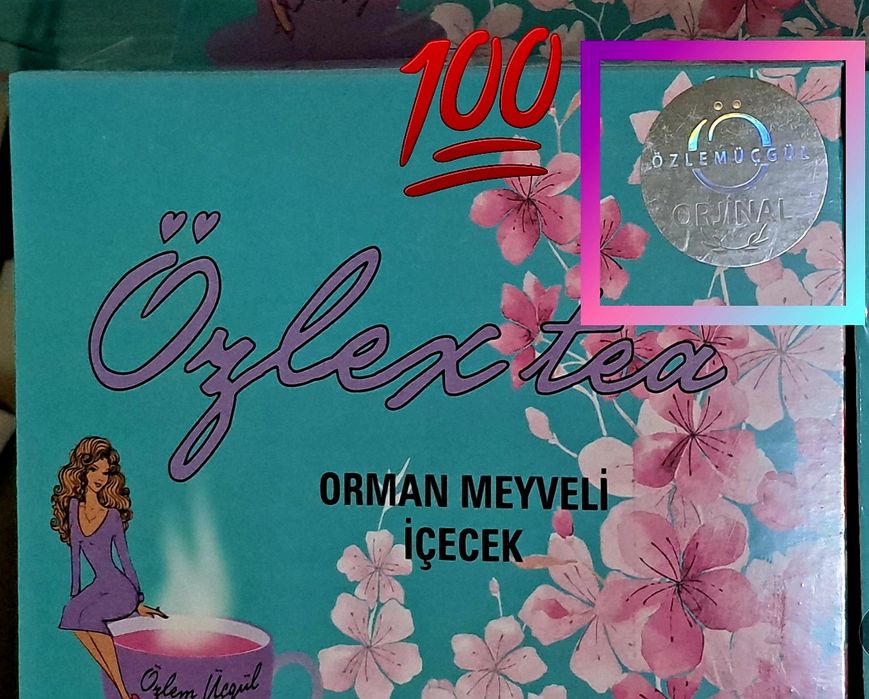 100
ÖZLEMÜÇGÜL
ORJİNAL
Özlex tea
ORMAN MEYVELİ
İÇECEK
Özlem Üçgül